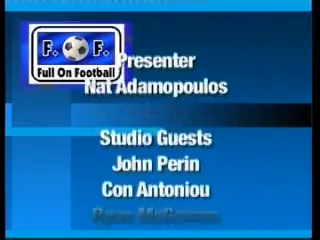 F. F.
Full On Football
Presenter
Nat Adamopoulos
Studio Guests
John Perin
Con Antoniou